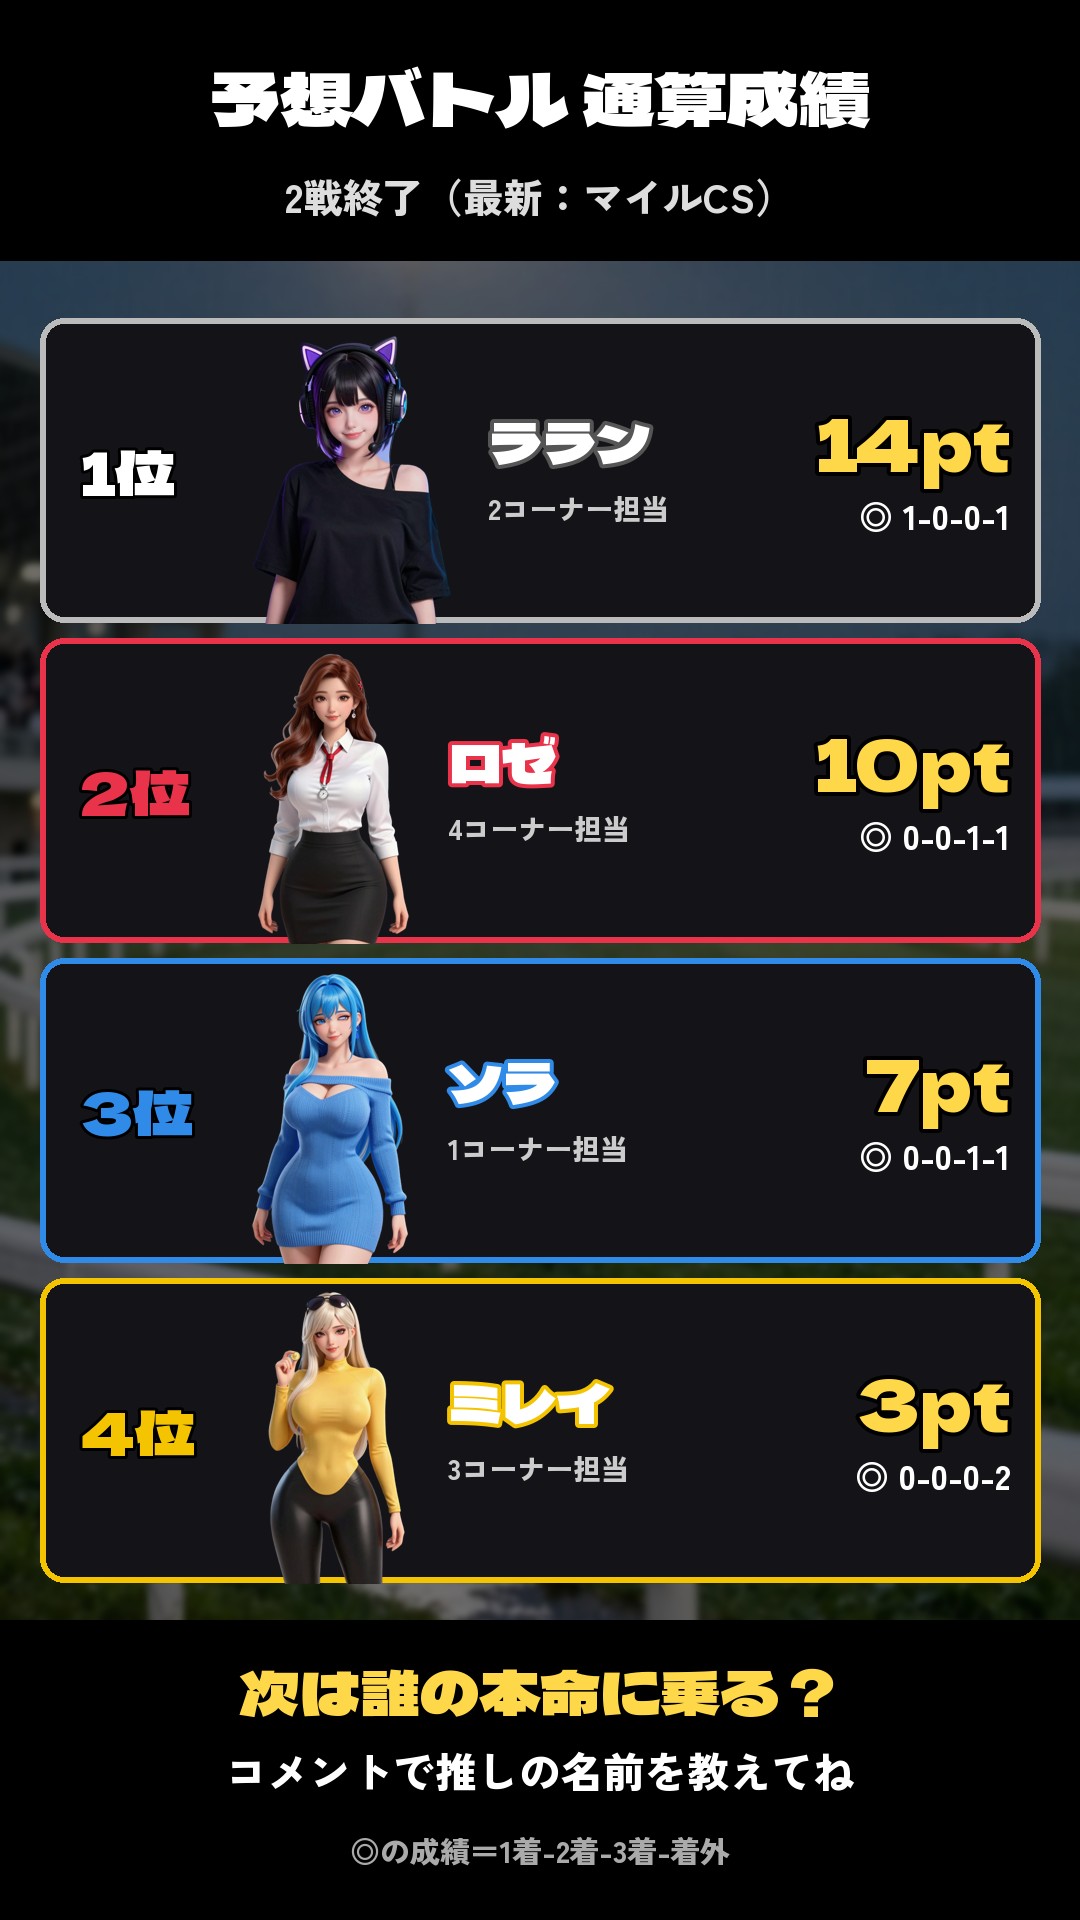 予想バトル 通算成績
2戦終了（最新：マイルCS）
1位
ララン
2コーナー担当
14pt
◎ 1-0-0-1
2位
ロゼ
4コーナー担当
10pt
◎ 0-0-1-1
3位
ソラ
1コーナー担当
7pt
◎ 0-0-1-1
4位
ミレイ
3コーナー担当
3pt
◎ 0-0-0-2
次は誰の本命に乗る？
コメントで推しの名前を教えてね
◎の成績＝1着-2着-3着-着外